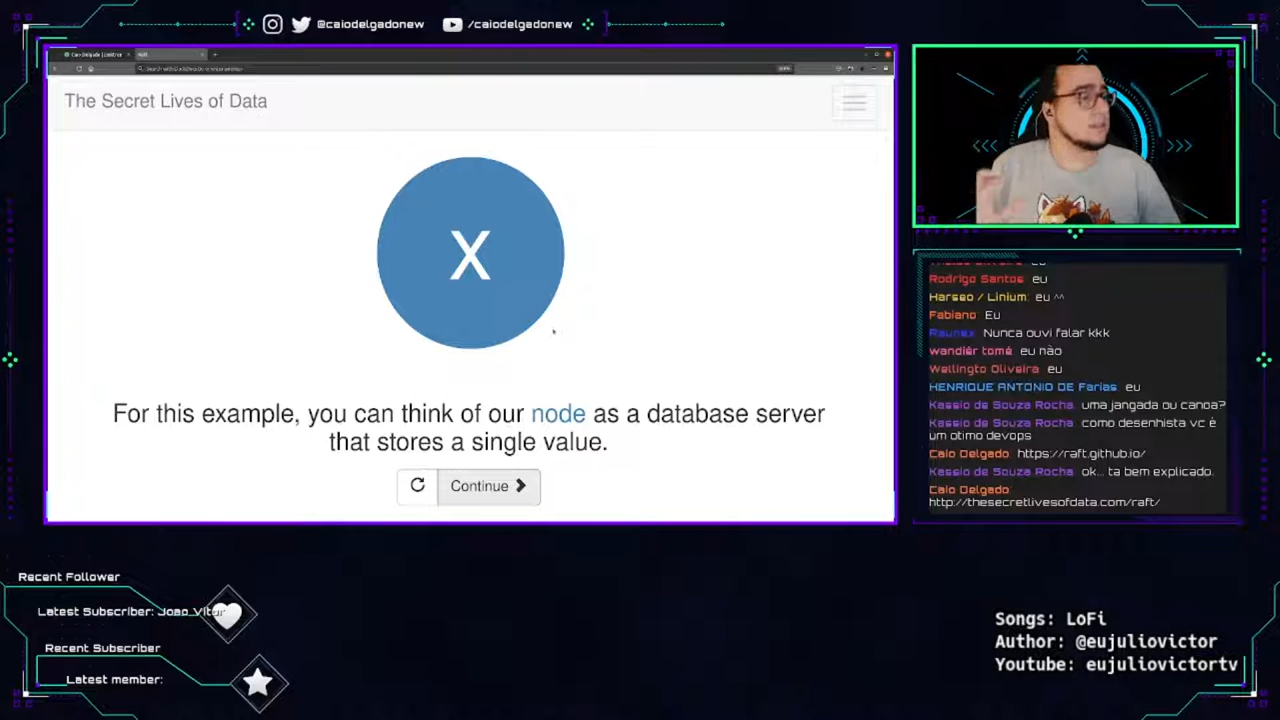 @caiodelgadonew
/caiodelgadonew
The Secret Lives of Data
X
For this example, you can think of our node as a database server
that stores a single value.
Continue
Rodrigo Santos eu
Harseo / Linium: eu ^^
Fabiano: Eu
Raunex Nunca ouvi falar kkk
wandiér tomé eu não
Wellingto Oliveira eu
HENRIQUE ANTONIO DE Farias eu
Kassio de Souza Rocha. uma jangada ou canoa?
Kassio de Souza Rocha. como desenhista vc è
um otimo devops
Caio Delgado https://raft.github.io/
Kassio de Souza Rocha. ok... ta bem explicado.
Caio Delgado
http://thesecretlivesofdata.com/raft/
Recent Follower
Latest Subscriber: Joao Vitor
Recent Subscriber
Latest member:
Songs: LoFi
Author: @eujuliovictor
Youtube: eujuliovictortv